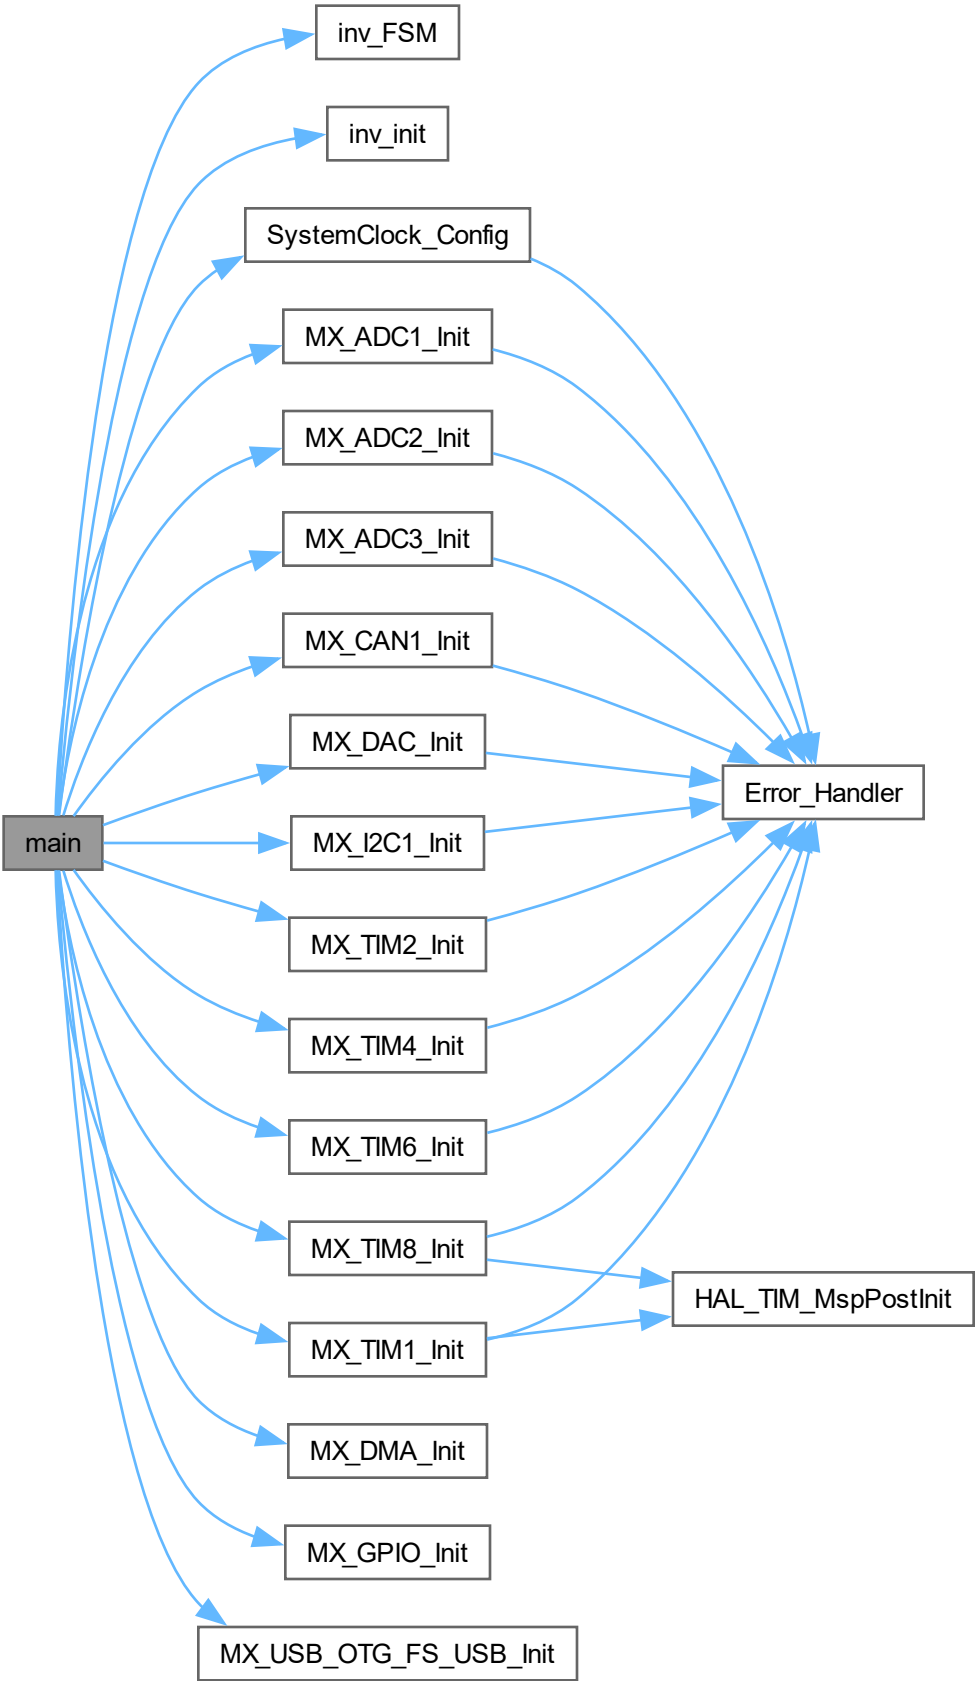 inv_FSM
inv_init
SystemClock_Config
MX_ADC1_Init
MX_ADC2_Init
MX_ADC3_Init
MX_CAN1_Init
MX_DAC_Init
Error_Handler
main
MX_I2C1_Init
MX_TIM2_Init
MX_TIM4_Init
MX_TIM6_Init
MX_TIM8_Init
HAL_TIM_MspPostInit
MX_TIM1_Init
MX_DMA_Init
MX_GPIO_Init
MX_USB_OTG_FS_USB_Init